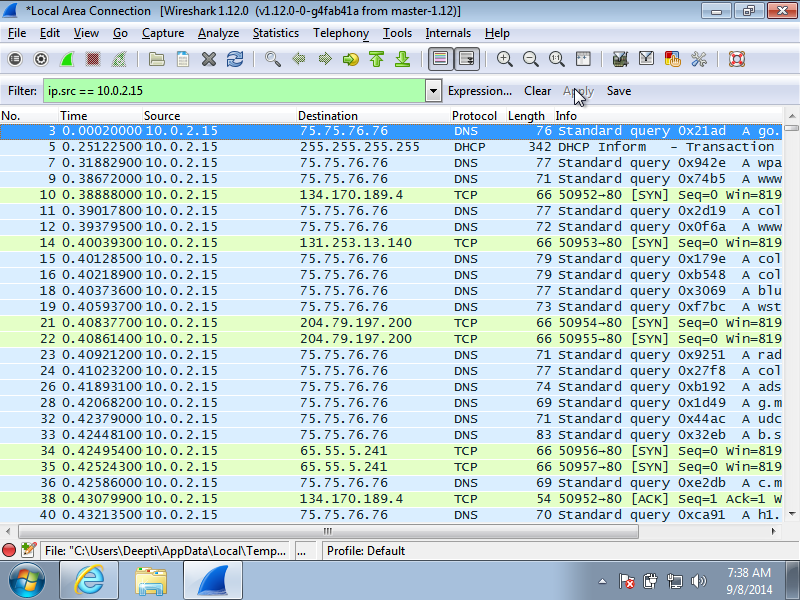 *Local Area Connection [Wireshark 1.12.0 (v1.12.0-0-g4fab41a from master-1.12)]
File Edit View Go Capture Analyze Statistics Telephony Tools Internals Help
Filter: ip.src == 10.0.2.15 Expression... Clear Apply Save
No. Time Source Destination Protocol Length Info
3 0.00020000 10.0.2.15 75.75.76.76 DNS 76 Standard query 0x21ad A go.
5 0.25122500 10.0.2.15 255.255.255.255 DHCP 342 DHCP Inform - Transaction
7 0.31882900 10.0.2.15 75.75.76.76 DNS 77 Standard query 0x942e A wpa
9 0.38672000 10.0.2.15 75.75.76.76 DNS 71 Standard query 0x74b5 A www
10 0.38888000 10.0.2.15 134.170.189.4 TCP 66 50952→80 [SYN] Seq=0 Win=819
11 0.39017800 10.0.2.15 75.75.76.76 DNS 77 Standard query 0x2d19 A col
12 0.39379500 10.0.2.15 75.75.76.76 DNS 72 Standard query 0x0f6a A www
14 0.40039300 10.0.2.15 131.253.13.140 TCP 66 50953→80 [SYN] Seq=0 Win=819
15 0.40128500 10.0.2.15 75.75.76.76 DNS 79 Standard query 0x179e A col
16 0.40218900 10.0.2.15 75.75.76.76 DNS 79 Standard query 0xb548 A col
18 0.40373600 10.0.2.15 75.75.76.76 DNS 77 Standard query 0x3069 A blu
19 0.40593700 10.0.2.15 75.75.76.76 DNS 73 Standard query 0xf7bc A wst
21 0.40837700 10.0.2.15 204.79.197.200 TCP 66 50954→80 [SYN] Seq=0 Win=819
22 0.40861400 10.0.2.15 204.79.197.200 TCP 66 50955→80 [SYN] Seq=0 Win=819
23 0.40921200 10.0.2.15 75.75.76.76 DNS 71 Standard query 0x9251 A rad
24 0.41023200 10.0.2.15 75.75.76.76 DNS 77 Standard query 0x27f8 A col
26 0.41893100 10.0.2.15 75.75.76.76 DNS 74 Standard query 0xb192 A ads
28 0.42068200 10.0.2.15 75.75.76.76 DNS 69 Standard query 0x1d49 A g.m
32 0.42379000 10.0.2.15 75.75.76.76 DNS 71 Standard query 0x44ac A udc
33 0.42448100 10.0.2.15 75.75.76.76 DNS 83 Standard query 0x32eb A b.s
34 0.42495400 10.0.2.15 65.55.5.241 TCP 66 50956→80 [SYN] Seq=0 Win=819
35 0.42524300 10.0.2.15 65.55.5.241 TCP 66 50957→80 [SYN] Seq=0 Win=819
36 0.42586000 10.0.2.15 75.75.76.76 DNS 69 Standard query 0xe2db A c.m
38 0.43079900 10.0.2.15 134.170.189.4 TCP 54 50952→80 [ACK] Seq=1 Ack=1 W
40 0.43213500 10.0.2.15 75.75.76.76 DNS 70 Standard query 0xca91 A h1.
File: "C:\Users\Deepti\AppData\Local\Temp... ... Profile: Default
7:38 AM
9/8/2014